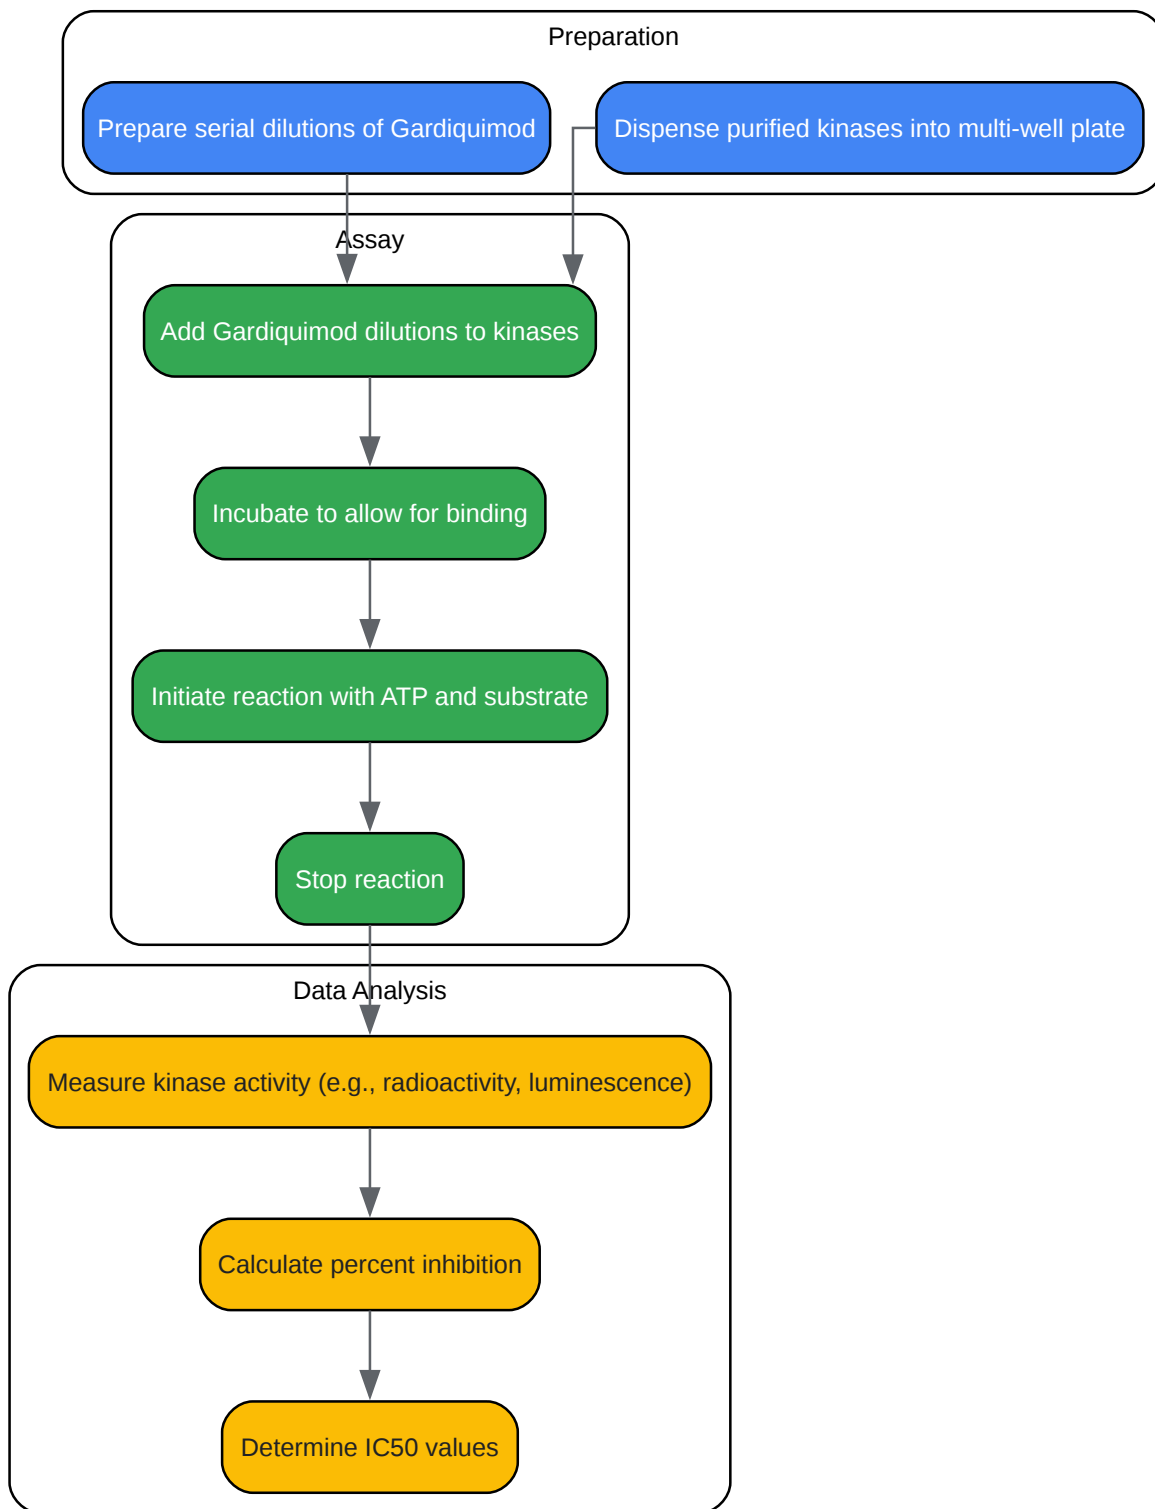 Preparation
Prepare serial dilutions of Gardiquimod
Dispense purified kinases into multi-well plate
Assay
Add Gardiquimod dilutions to kinases
Incubate to allow for binding
Initiate reaction with ATP and substrate
Stop reaction
Data Analysis
Measure kinase activity (e.g., radioactivity, luminescence)
Calculate percent inhibition
Determine IC50 values